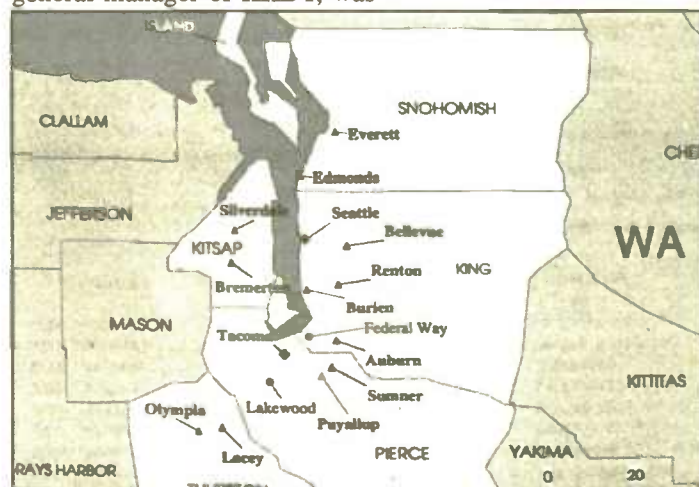 general manager of
was
ISLAND
SNOHOMISH
CLALLAM
Everett
CHE
Edmonds
JEFFERSON
Silverdale
Seattle
Bellevue
WA
KITSAP
KING
Renton
Bremerton
Burien
MASON
Federal Way
Tacoma
Auburn
KITTITAS
Sumner
Olympia
Lakewood
Puyallup
Lacey
PIERCE
YAKIMA
RAYS HARBOR
0 20